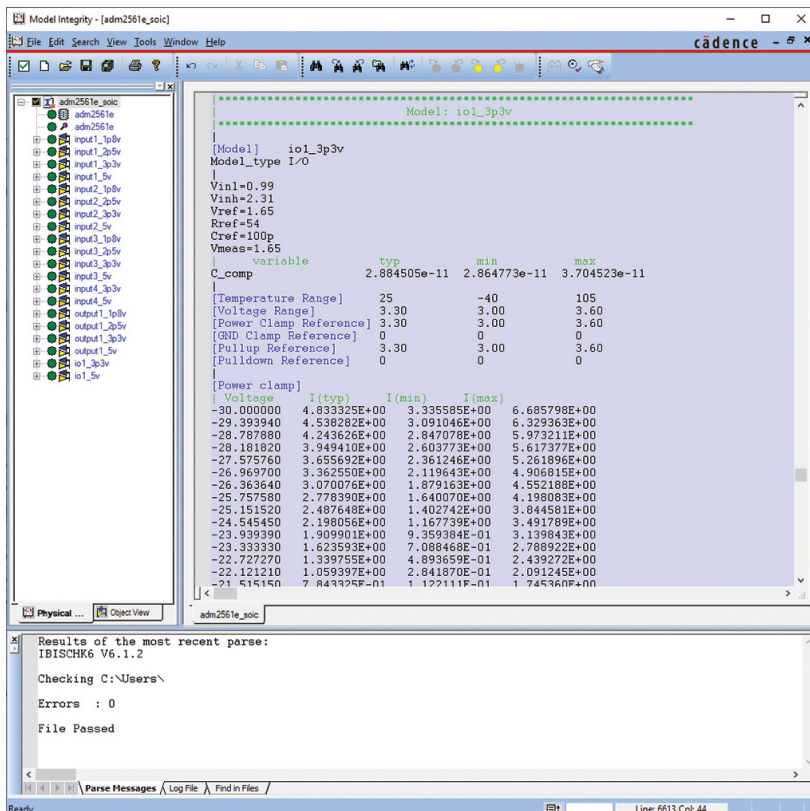 Model Integrity - [adm2561e_soic]
File Edit Search View Tools Window Help
cādence
adm2561e_soic
adm2561e
adm2561e
input1_1p8v
input1_2p5v
input1_3p3v
input1_5v
input2_1p8v
input2_2p5v
input2_3p3v
input2_5v
input3_1p8v
input3_2p5v
input3_3p3v
input3_5v
input4_3p3v
input4_5v
output1_1p8v
output1_2p5v
output1_3p3v
output1_5v
io1_3p3v
io1_5v
Physical ... Object View
Model: io1_3p3v
[Model] io1_3p3v
Model_type I/O
|
Vinl=0.99
Vinh=2.31
Vref=1.65
Rref=54
Cref=100p
Vmeas=1.65
| variable typ min max
C_comp 2.884505e-11 2.864773e-11 3.704523e-11
|
[Temperature Range] 25 -40 105
[Voltage Range] 3.30 3.00 3.60
[Power Clamp Reference] 3.30 3.00 3.60
[GND Clamp Reference] 0 0 0
[Pullup Reference] 3.30 3.00 3.60
[Pulldown Reference] 0 0 0
|
[Power clamp]
| Voltage I(typ) I(min) I(max)
-30.000000 4.833325E+00 3.335585E+00 6.685798E+00
-29.393940 4.538282E+00 3.091046E+00 6.329363E+00
-28.787880 4.243626E+00 2.847078E+00 5.973211E+00
-28.181820 3.949410E+00 2.603773E+00 5.617377E+00
-27.575760 3.655692E+00 2.361246E+00 5.261896E+00
-26.969700 3.362550E+00 2.119643E+00 4.906815E+00
-26.363640 3.070076E+00 1.879163E+00 4.552188E+00
-25.757580 2.778390E+00 1.640070E+00 4.198083E+00
-25.151520 2.487648E+00 1.402742E+00 3.844581E+00
-24.545450 2.198056E+00 1.167739E+00 3.491789E+00
-23.939390 1.909901E+00 9.359384E-01 3.139843E+00
-23.333330 1.623593E+00 7.088468E-01 2.788922E+00
-22.727270 1.339755E+00 4.893659E-01 2.439272E+00
-22.121210 1.059397E+00 2.841870E-01 2.091245E+00
-21.515150 7.843325E-01 1.122111E-01 1.745360E+00
adm2561e_soic
Results of the most recent parse:
IBISCHK6 V6.1.2
Checking C:\Users\
Errors : 0
File Passed
Parse Messages Log File Find in Files
Ready Line: 6613 Col: 44